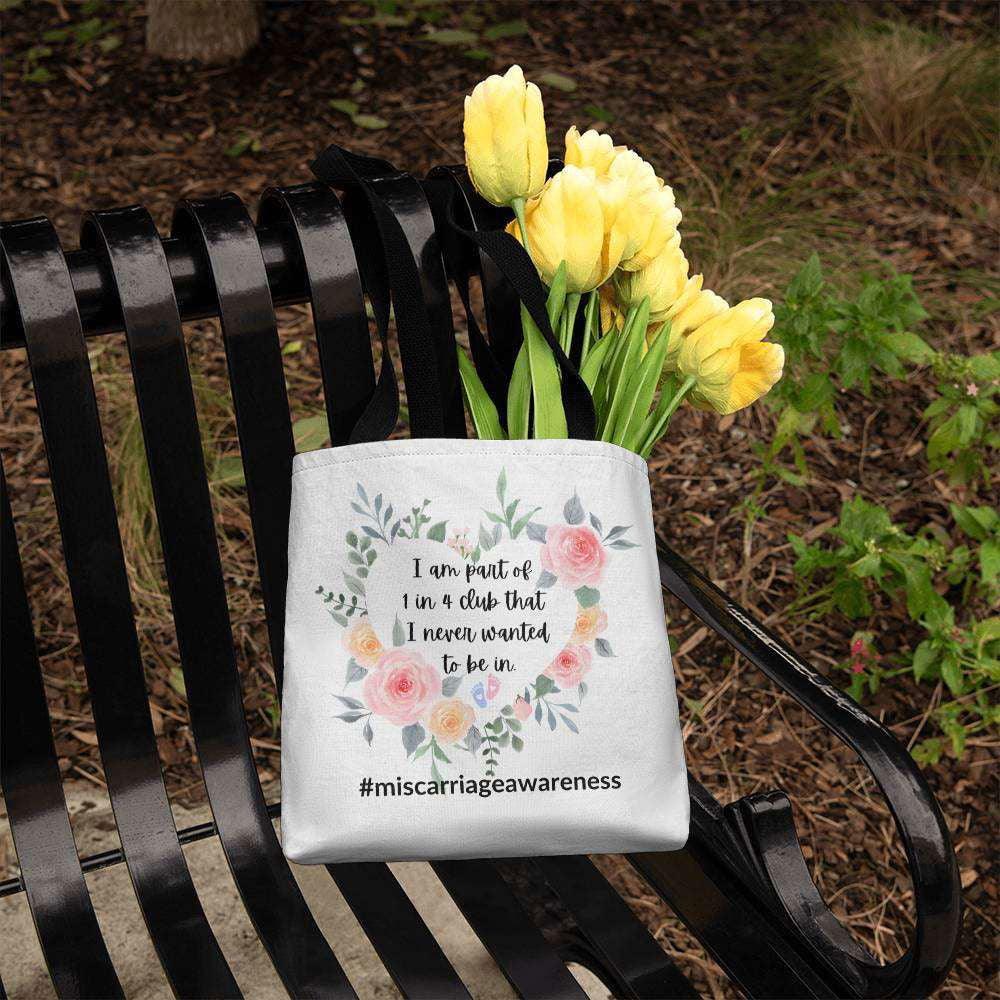 I am part of
1 in 4 club that
I never wanted
to be in.
#miscarriageawareness